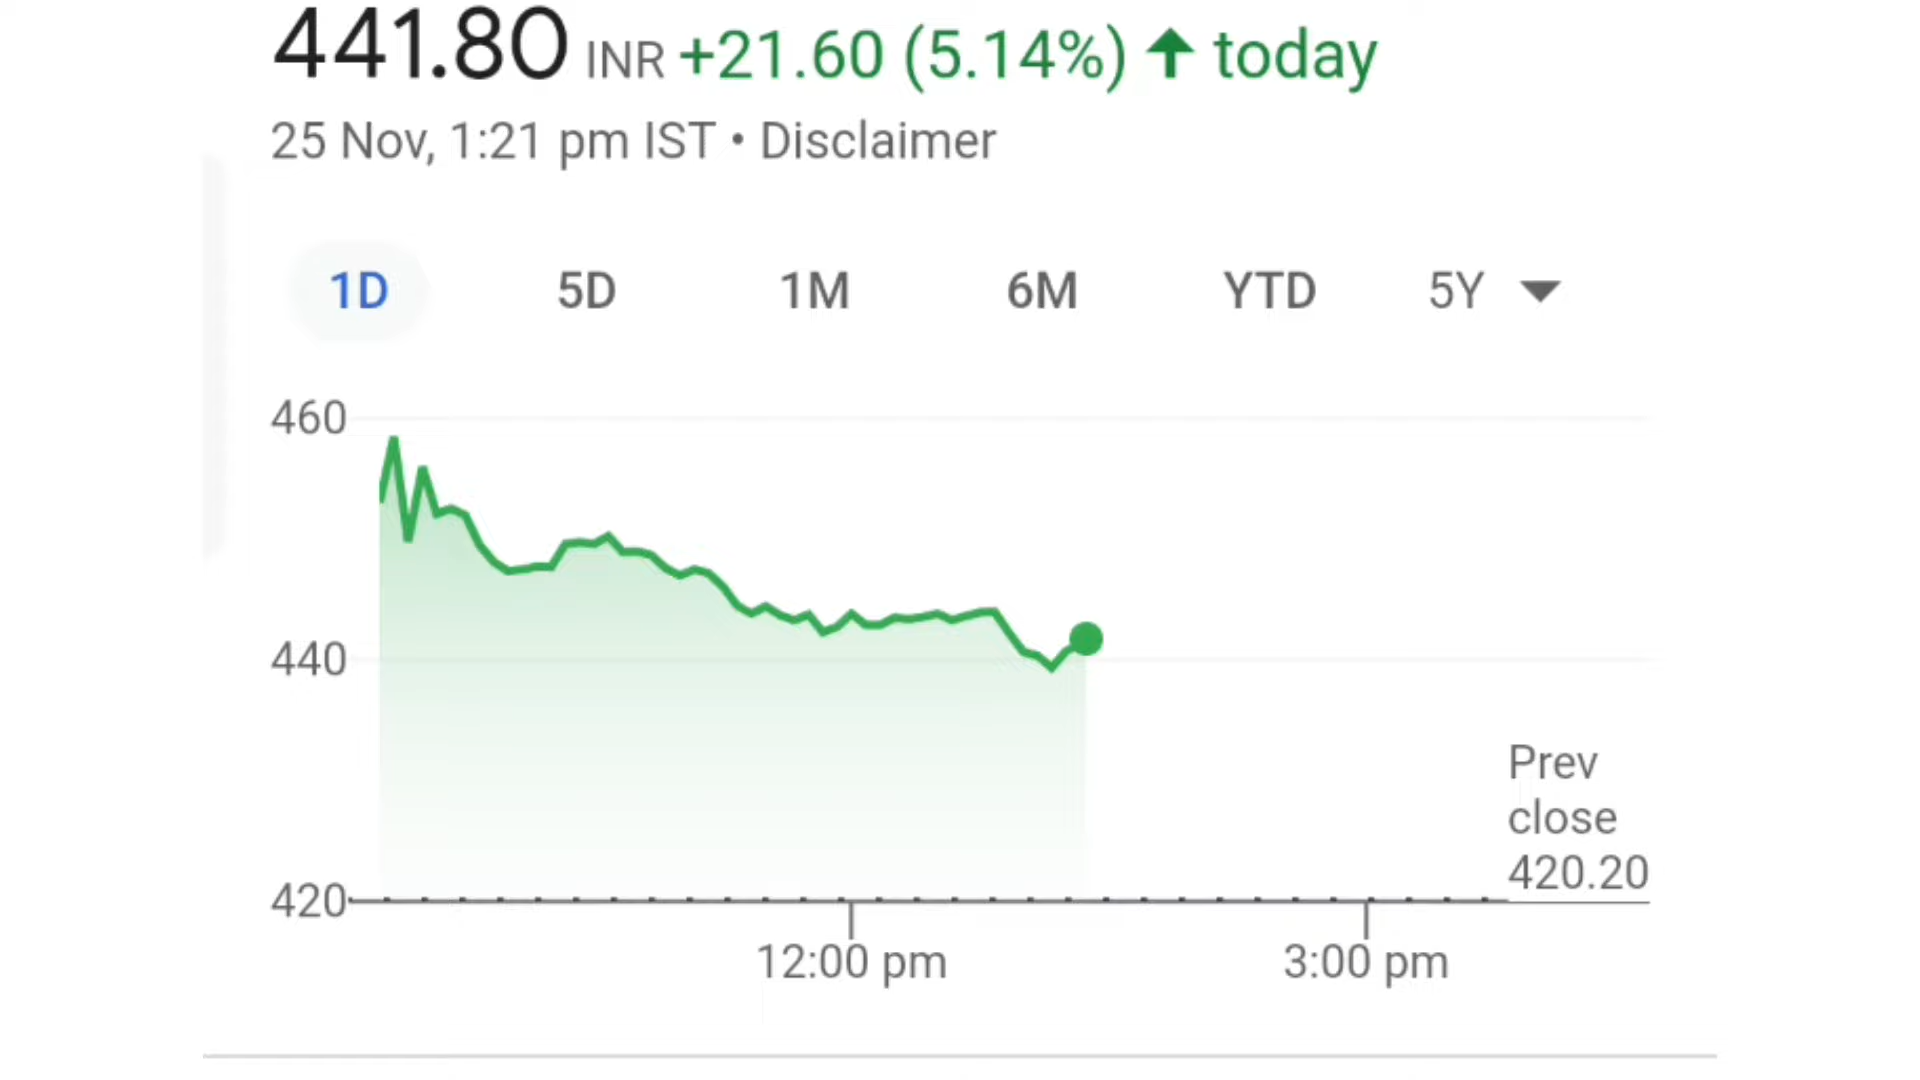 441.80 INR +21.60 (5.14%) ↑ today
25 Nov, 1:21 pm IST • Disclaimer
1D 5D 1M 6M YTD 5Y
460
440
Prev
close
420.20
420
12:00 pm 3:00 pm